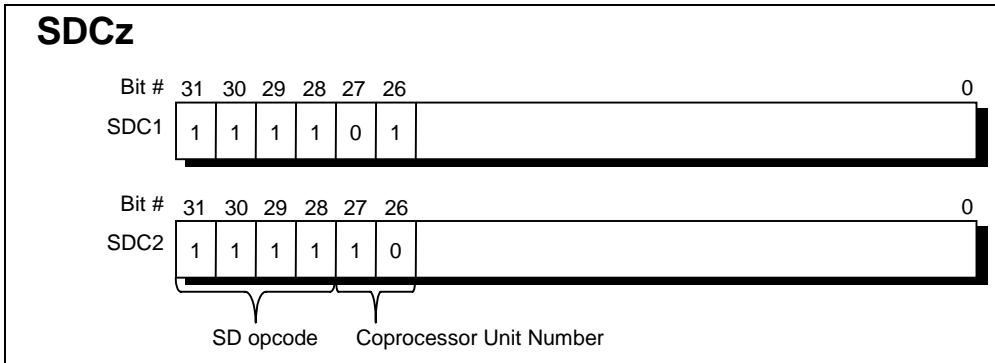 SDCz
Bit # 31 30 29 28 27 26 0
SDC1 1 1 1 1 0 1
Bit # 31 30 29 28 27 26 0
SDC2 1 1 1 1 1 0
SD opcode Coprocessor Unit Number